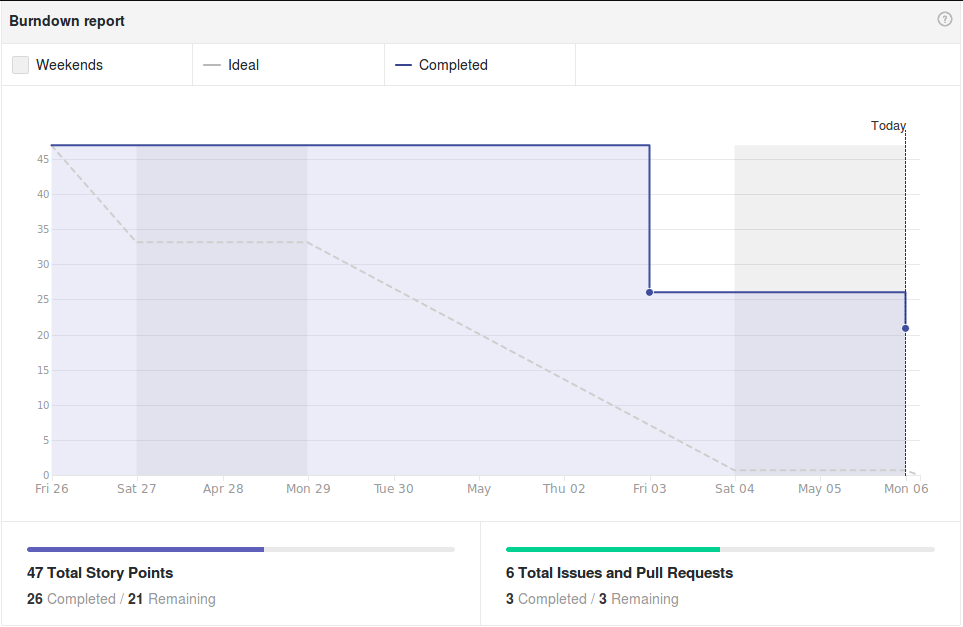 Burndown report
?
Weekends
Ideal
Completed
Today
45
40
35
30
25
20
15
10
5
0
Fri 26 Sat 27 Apr 28 Mon 29 Tue 30 May Thu 02 Fri 03 Sat 04 May 05 Mon 06
47 Total Story Points
26 Completed / 21 Remaining
6 Total Issues and Pull Requests
3 Completed / 3 Remaining